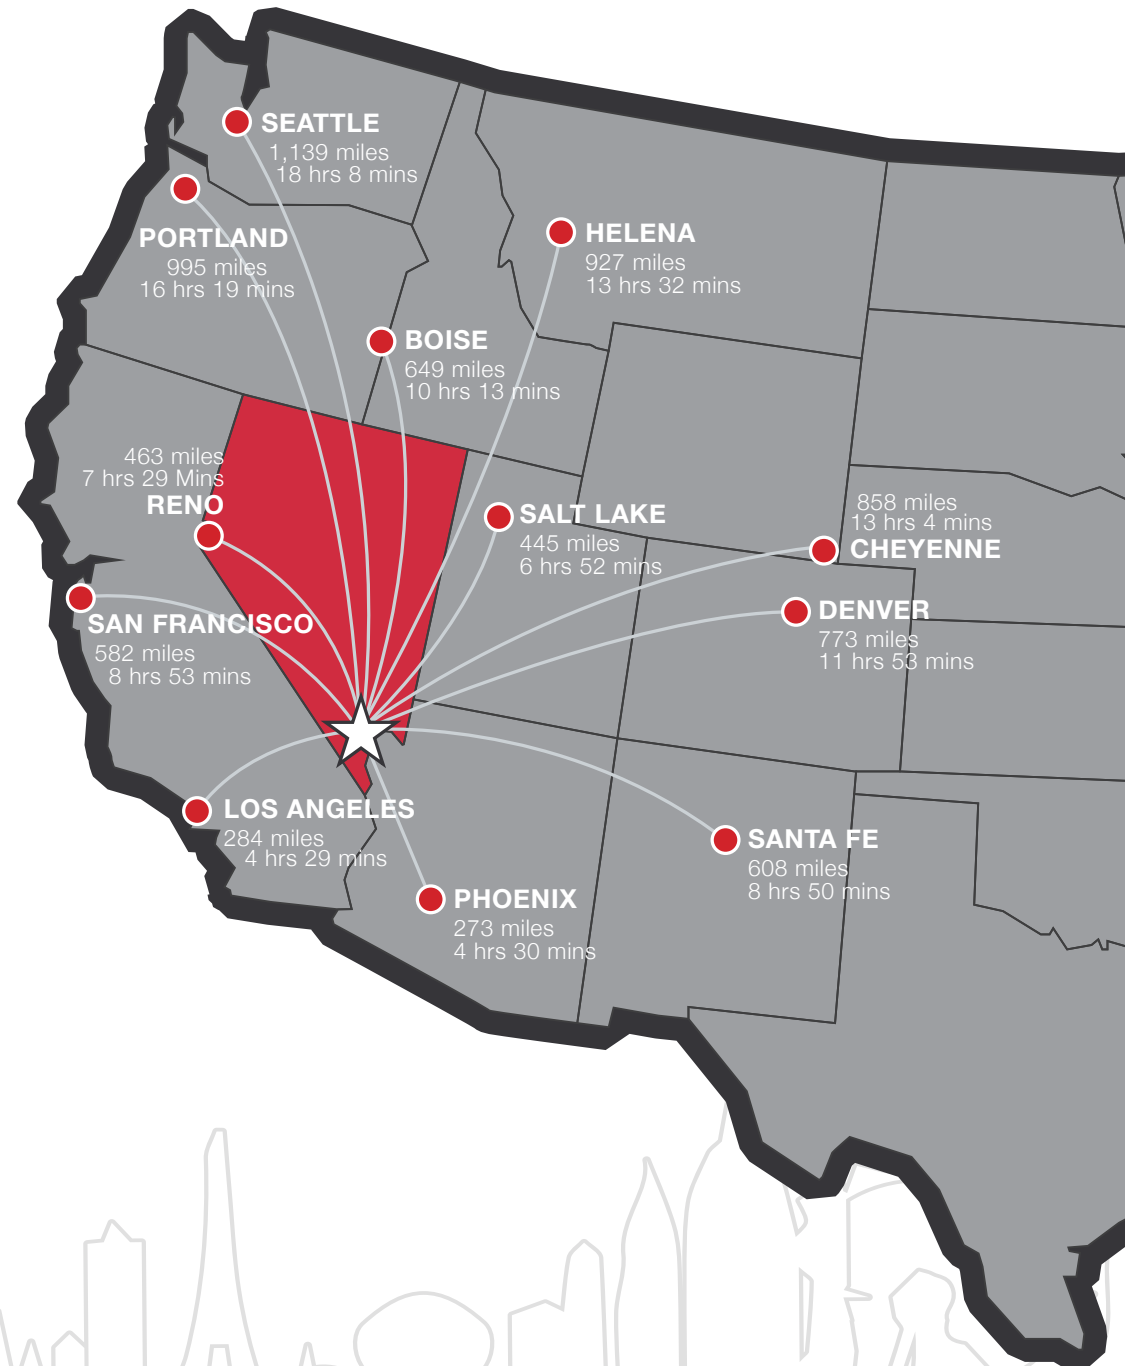 SEATTLE
1,139 miles
18 hrs 8 mins
PORTLAND
995 miles
16 hrs 19 mins
HELENA
927 miles
13 hrs 32 mins
BOISE
649 miles
10 hrs 13 mins
463 miles
7 hrs 29 Mins
RENO
SALT LAKE
445 miles
6 hrs 52 mins
858 miles
13 hrs 4 mins
CHEYENNE
DENVER
773 miles
11 hrs 53 mins
SAN FRANCISCO
582 miles
8 hrs 53 mins
LOS ANGELES
284 miles
4 hrs 29 mins
SANTA FE
608 miles
8 hrs 50 mins
PHOENIX
273 miles
4 hrs 30 mins